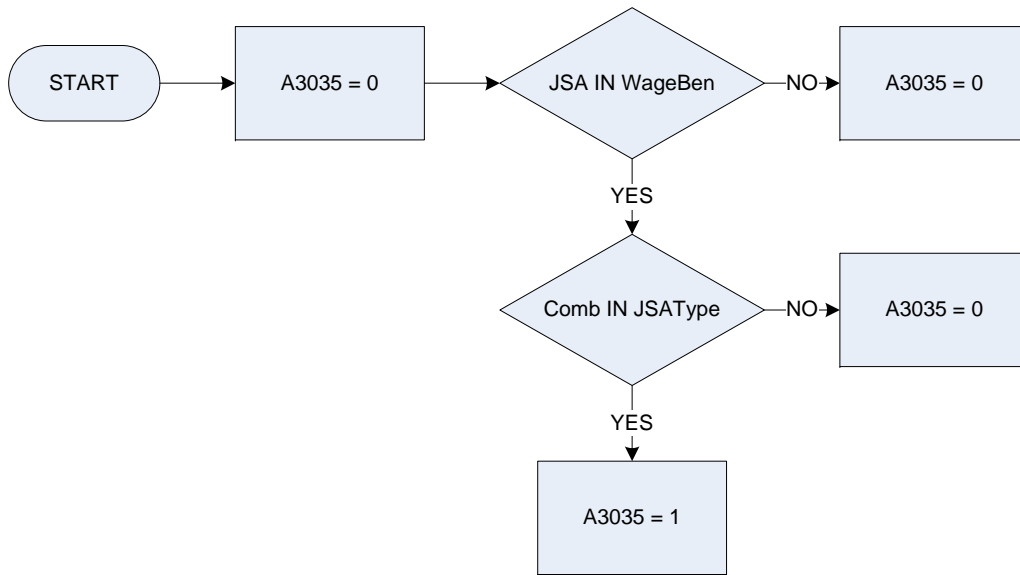 START
A3035 = 0
JSA IN WageBen
NO
A3035 = 0
YES
Comb IN JSAType
NO
A3035 = 0
YES
A3035 = 1